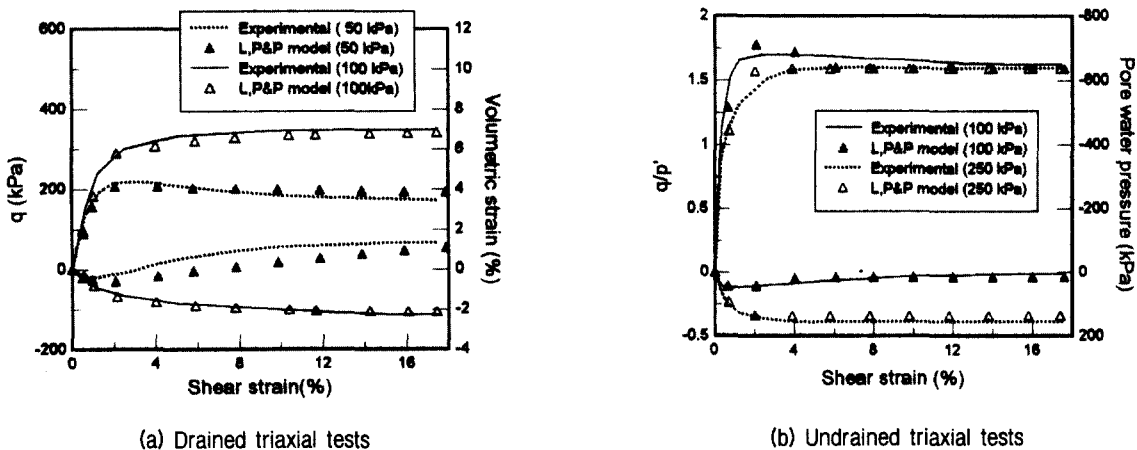 600
400
300
200
0
-200
q (kPa)
Experimental ( 50 kPa)
L,P&P model (50 kPa)
Experimental (100 kPa)
L,P&P model (100kPa)
12
10
8
6
4
2
0
-2
-4
Volumetric strain (%)
0
4
8
12
16
Shear strain(%)
(a) Drained triaxial tests
2
1.5
1
0.5
0
-0.5
q/p'
Experimental (100 kPa)
L,P&P model (100 kPa)
Experimental (250 kPa)
L,P&P model (250 kPa)
-800
-600
-400
-200
0
200
Pore water pressure (kPa)
0
4
8
12
16
Shear strain (%)
(b) Undrained triaxial tests